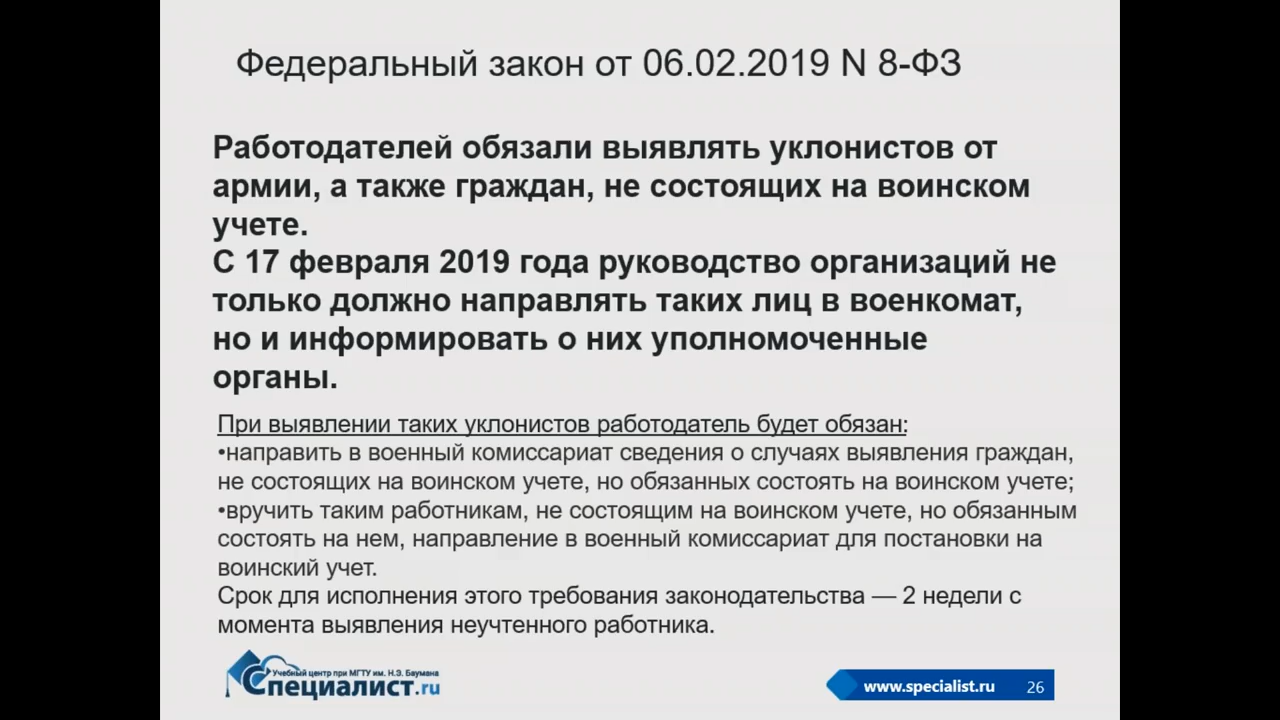 Федеральный закон от 06.02.2019 N 8-ФЗ
Работодателей обязали выявлять уклонистов от
армии, а также граждан, не состоящих на воинском
учете.
С 17 февраля 2019 года руководство организаций не
только должно направлять таких лиц в военкомат,
но и информировать о них уполномоченные
органы.
При выявлении таких уклонистов работодатель будет обязан:
•направить в военный комиссариат сведения о случаях выявления граждан,
не состоящих на воинском учете, но обязанных состоять на воинском учете;
•вручить таким работникам, не состоящим на воинском учете, но обязанным
состоять на нем, направление в военный комиссариат для постановки на
воинский учет.
Срок для исполнения этого требования законодательства — 2 недели с
момента выявления неучтенного работника.
Учебный центр при МГТУ им. Н.Э. Баумана
Специалист.ru
www.specialist.ru 26